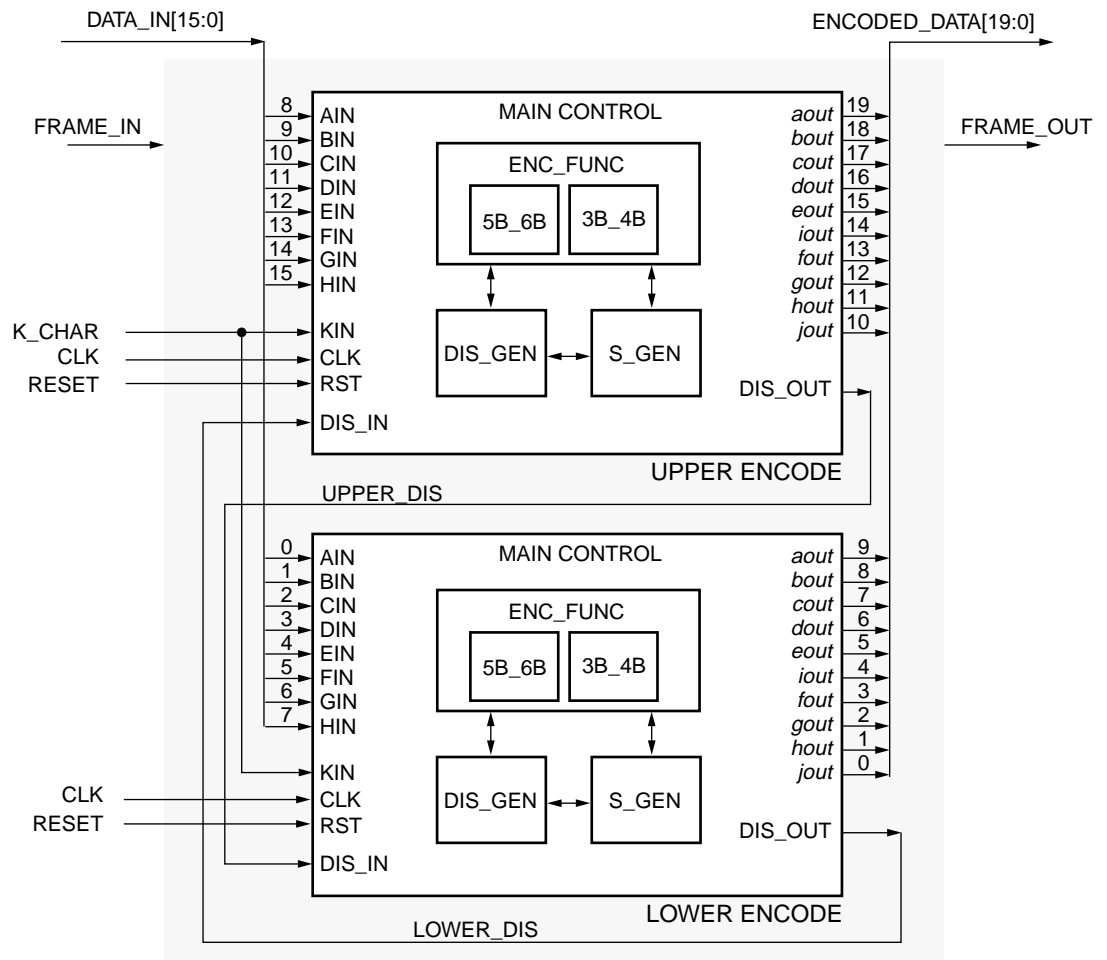 DATA_IN[15:0] ENCODED_DATA[19:0]
FRAME_IN FRAME_OUT
MAIN CONTROL
8 AIN aout 19
9 BIN bout 18
10 CIN ENC_FUNC cout 17
11 DIN dout 16
12 EIN 5B_6B 3B_4B eout 15
13 FIN iout 14
14 GIN fout 13
15 HIN gout 12
hout 11
K_CHAR KIN jout 10
CLK CLK DIS_GEN S_GEN
RESET RST
DIS_OUT
DIS_IN
UPPER ENCODE
UPPER_DIS
MAIN CONTROL
0 AIN aout 9
1 BIN bout 8
2 CIN ENC_FUNC cout 7
3 DIN dout 6
4 EIN 5B_6B 3B_4B eout 5
5 FIN iout 4
6 GIN fout 3
7 HIN gout 2
hout 1
KIN jout 0
CLK CLK DIS_GEN S_GEN
RESET RST
DIS_OUT
DIS_IN
LOWER ENCODE
LOWER_DIS